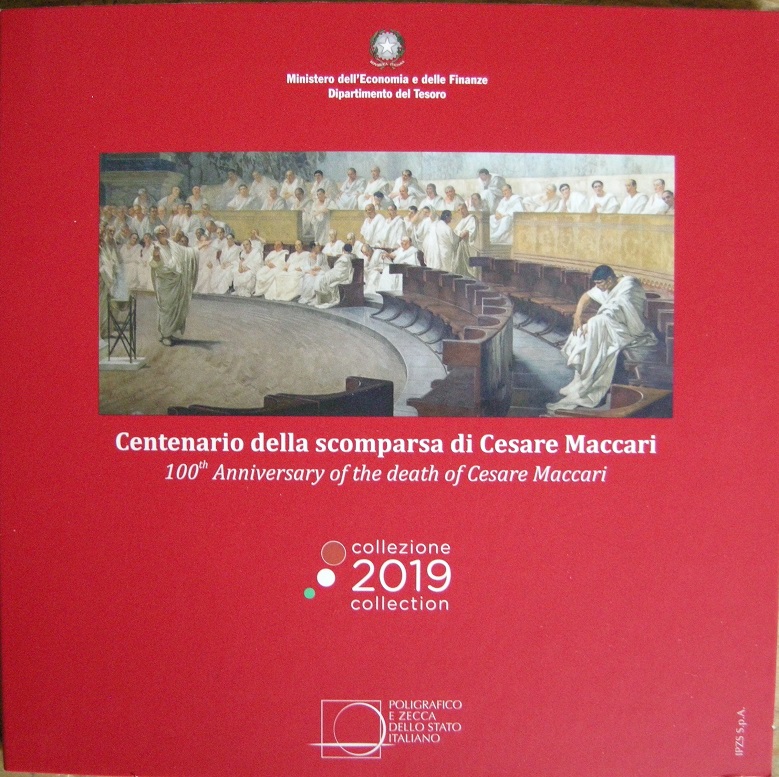 Ministero dell'Economia e delle Finanze
Dipartimento del Tesoro
Centenario della scomparsa di Cesare Maccari
100th Anniversary of the death of Cesare Maccari
collezione
2019
collection
POLIGRAFICO
E ZECCA
DELLO STATO
ITALIANO
IPZS S.p.A.